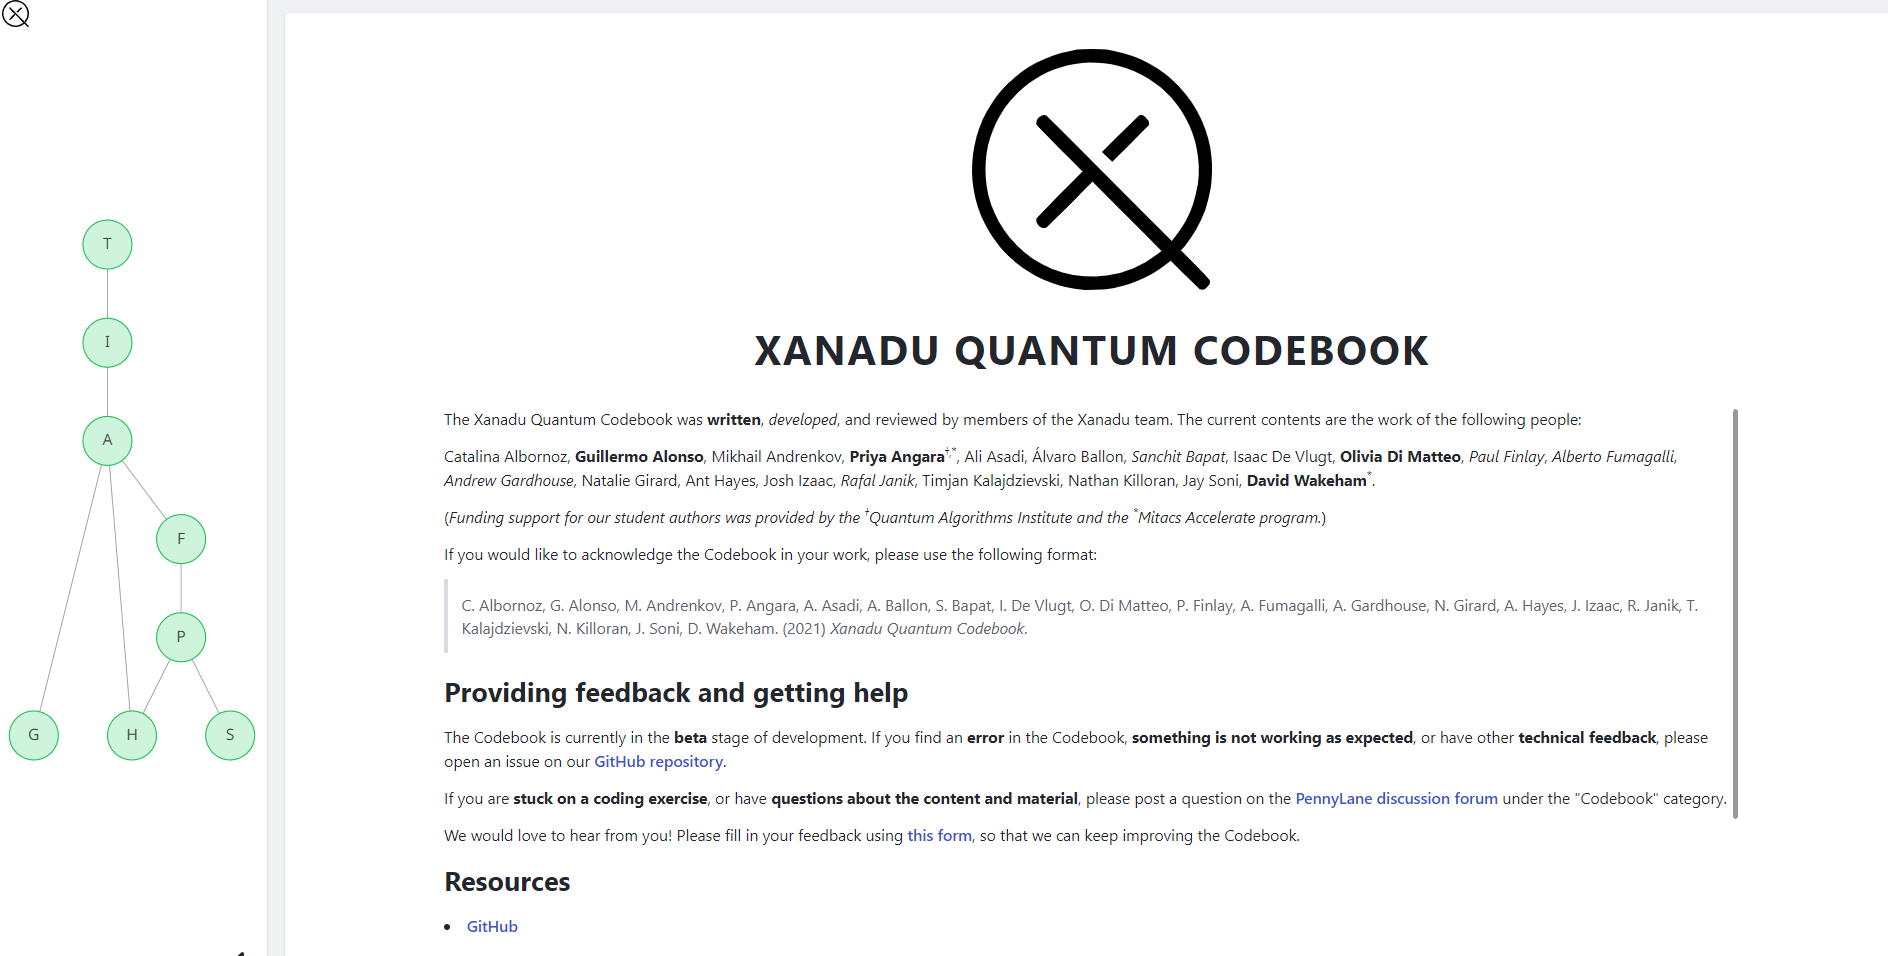 T
I
A
F
P
G
H
S
XANADU QUANTUM CODEBOOK
The Xanadu Quantum Codebook was written, developed, and reviewed by members of the Xanadu team. The current contents are the work of the following people:
Catalina Albornoz, Guillermo Alonso, Mikhail Andrenkov, Priya Angara†,*, Ali Asadi, Álvaro Ballon, Sanchit Bapat, Isaac De Vlugt, Olivia Di Matteo, Paul Finlay, Alberto Fumagalli,
Andrew Gardhouse, Natalie Girard, Ant Hayes, Josh Izaac, Rafal Janik, Timjan Kalajdzievski, Nathan Killoran, Jay Soni, David Wakeham*.
(Funding support for our student authors was provided by the †Quantum Algorithms Institute and the *Mitacs Accelerate program.)
If you would like to acknowledge the Codebook in your work, please use the following format:
C. Albornoz, G. Alonso, M. Andrenkov, P. Angara, A. Asadi, A. Ballon, S. Bapat, I. De Vlugt, O. Di Matteo, P. Finlay, A. Fumagalli, A. Gardhouse, N. Girard, A. Hayes, J. Izaac, R. Janik, T.
Kalajdzievski, N. Killoran, J. Soni, D. Wakeham. (2021) Xanadu Quantum Codebook.
Providing feedback and getting help
The Codebook is currently in the beta stage of development. If you find an error in the Codebook, something is not working as expected, or have other technical feedback, please
open an issue on our GitHub repository.
If you are stuck on a coding exercise, or have questions about the content and material, please post a question on the PennyLane discussion forum under the "Codebook" category.
We would love to hear from you! Please fill in your feedback using this form, so that we can keep improving the Codebook.
Resources
• GitHub